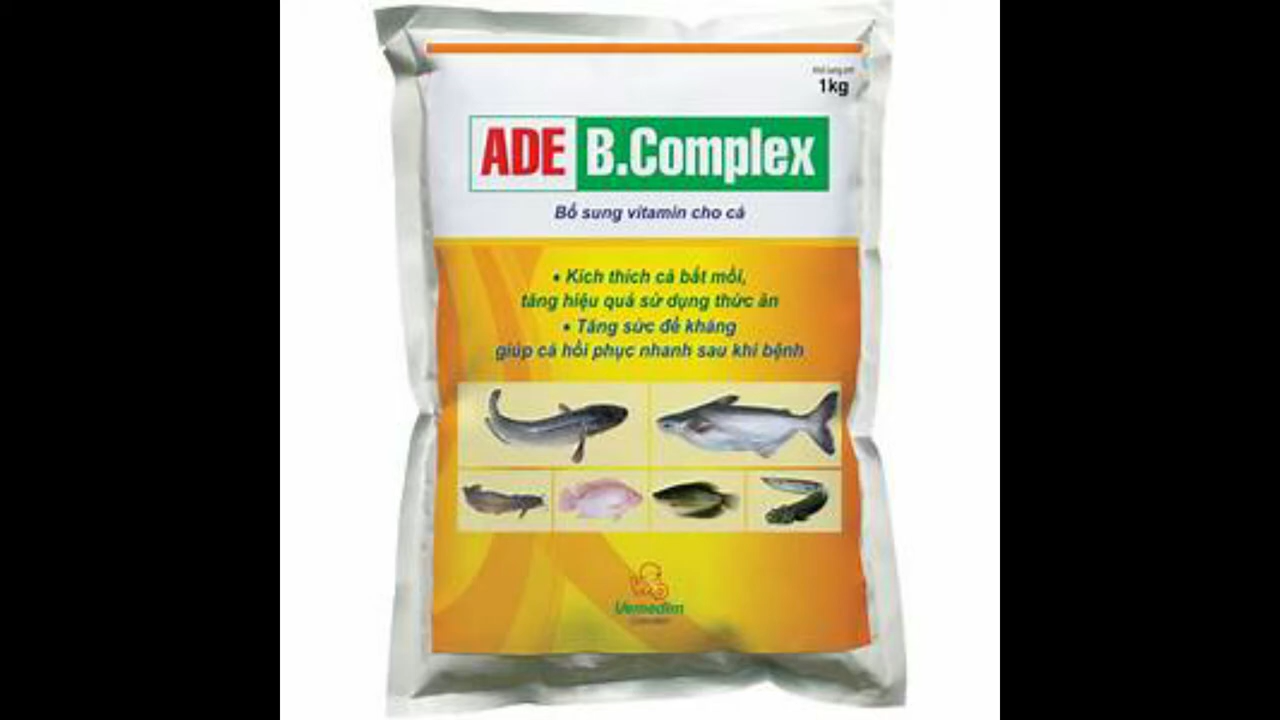 1kg
ADE B.Complex
Bổ sung vitamin cho cá
• Kích thích cá bắt mồi,
tăng hiệu quả sử dụng thức ăn
• Tăng sức đề kháng
giúp cá hồi phục nhanh sau khi bệnh
Vemedim